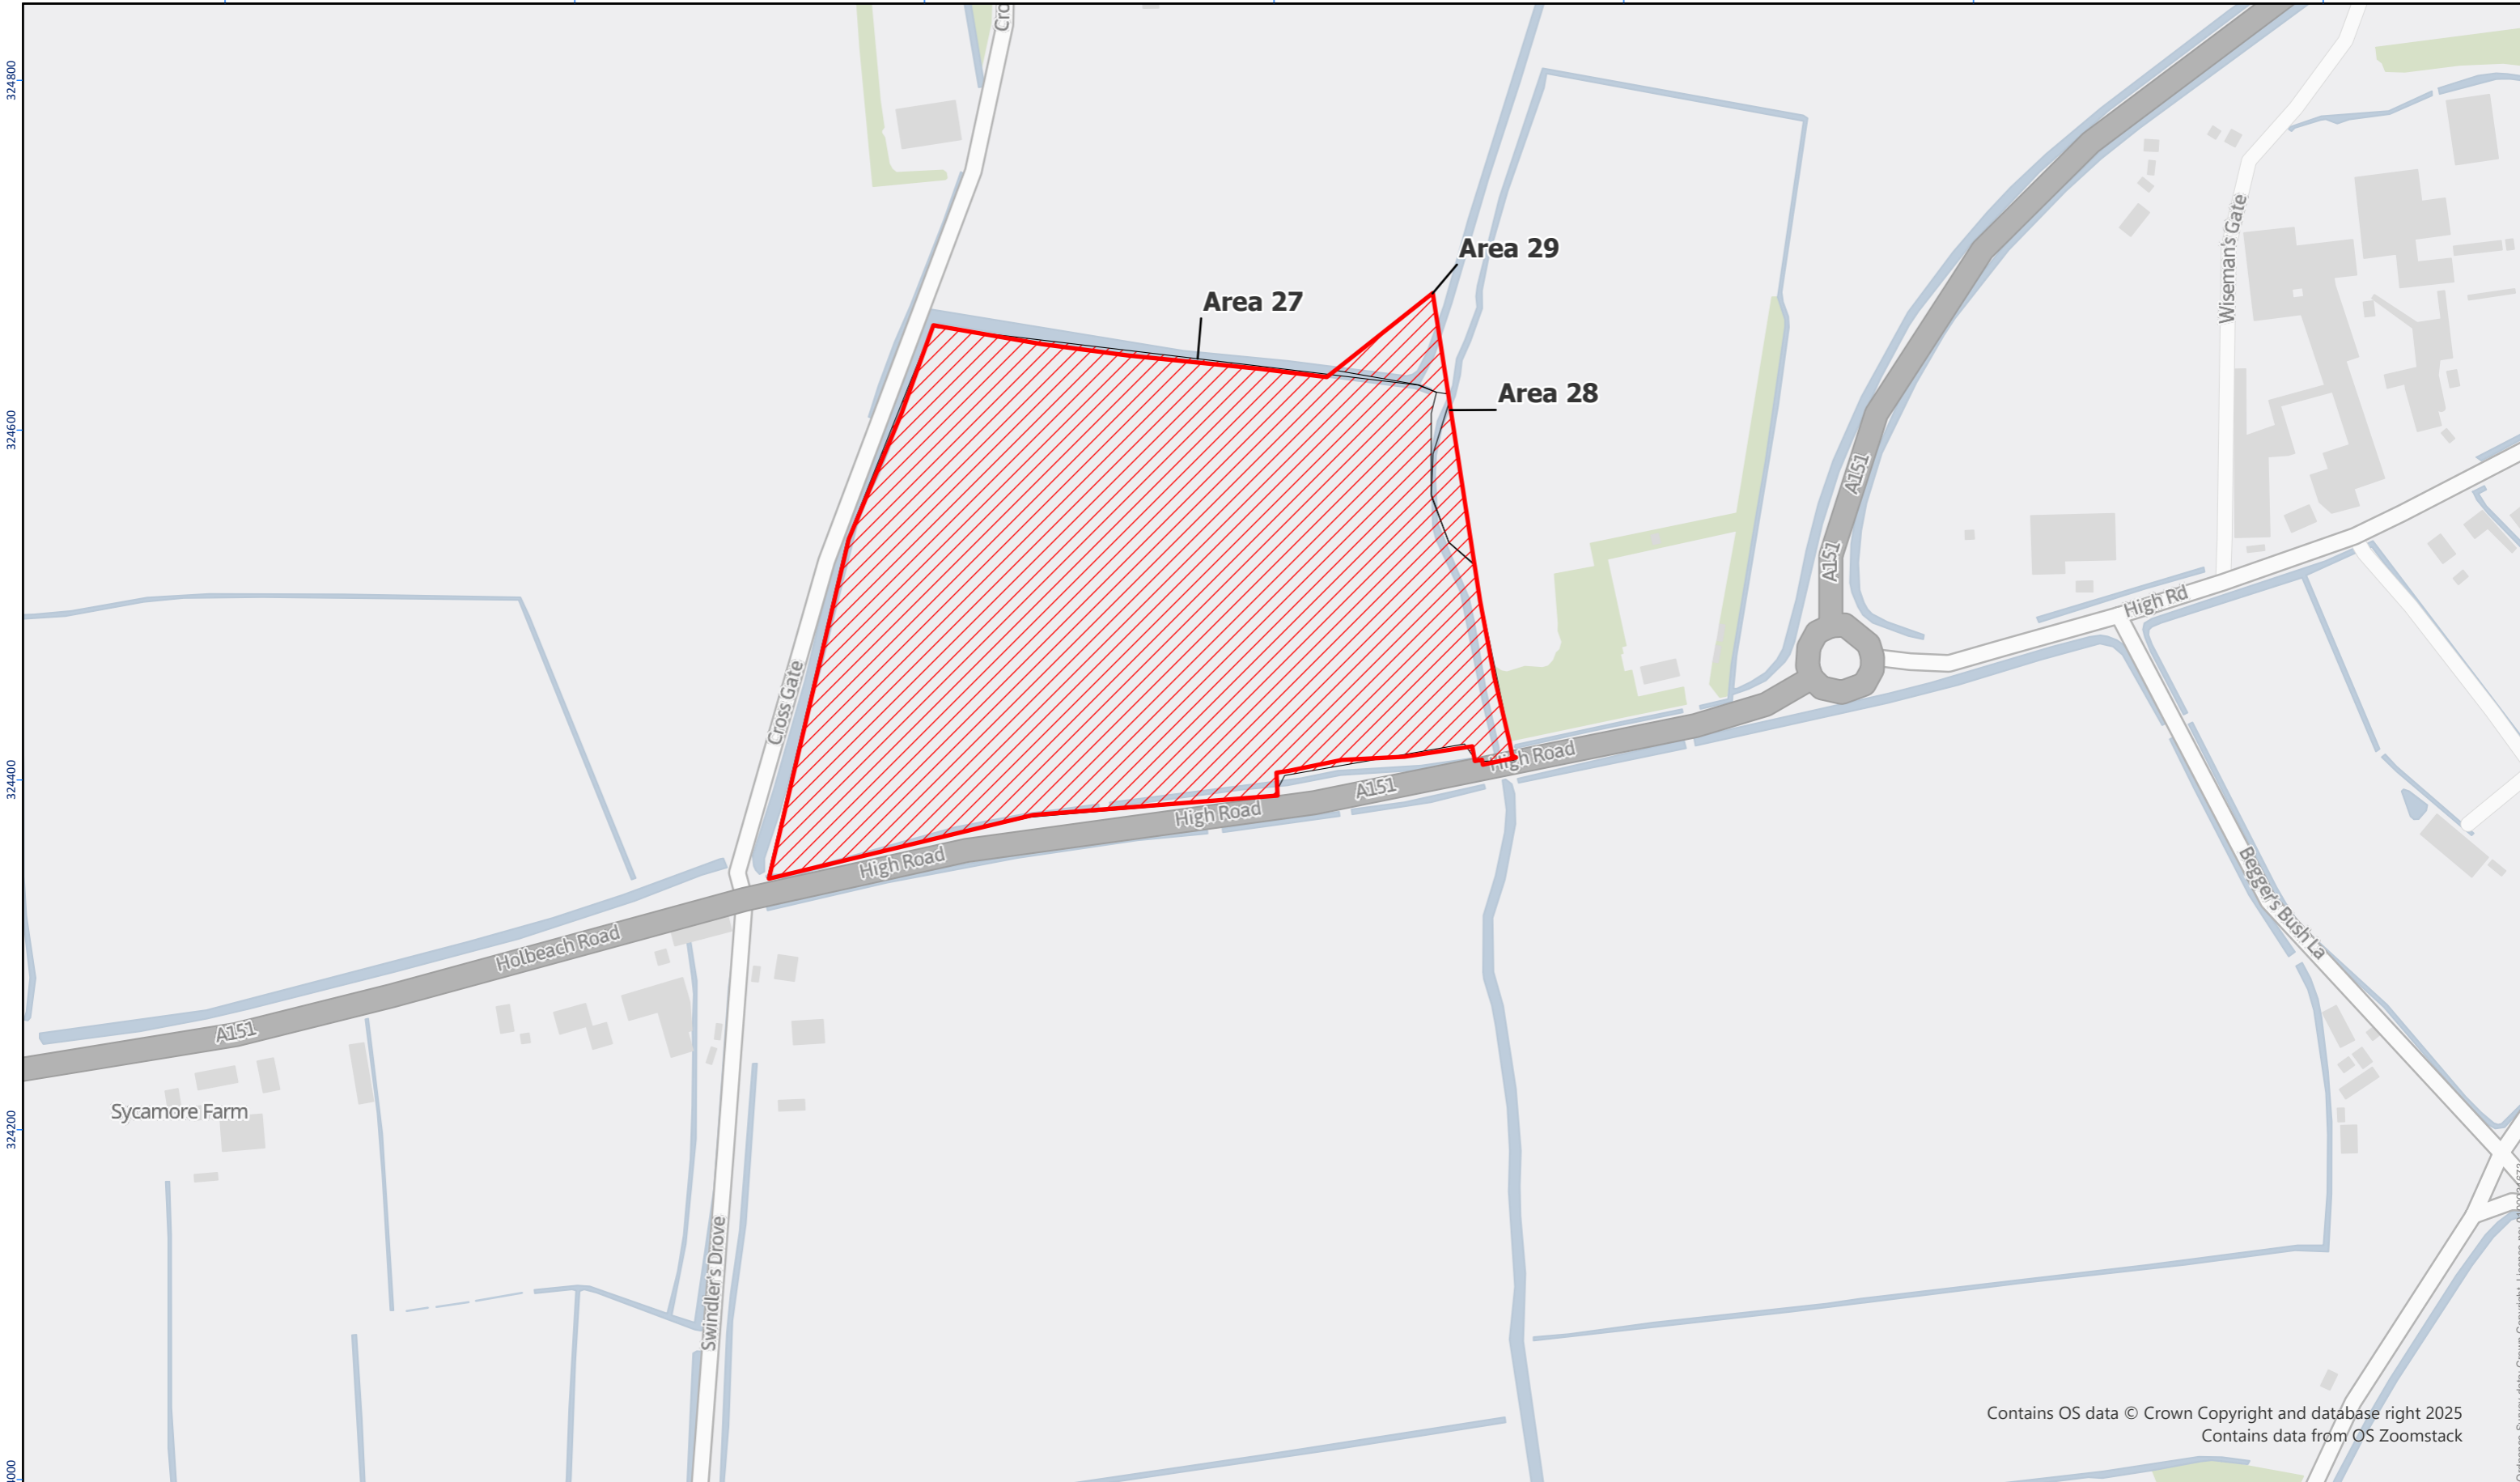 Cro
324800
Wiseman's Gate
Area 29
Area 27
Area 28
324600
A151
A151
High Rd
Cross Gate
324400
High Road
A151
High Road
High Road
Begger's Bush La
Holbeach Road
A151
Sycamore Farm
324200
Swindler's Drove
Contains OS data © Crown Copyright and database right 2025
Contains data from OS Zoomstack